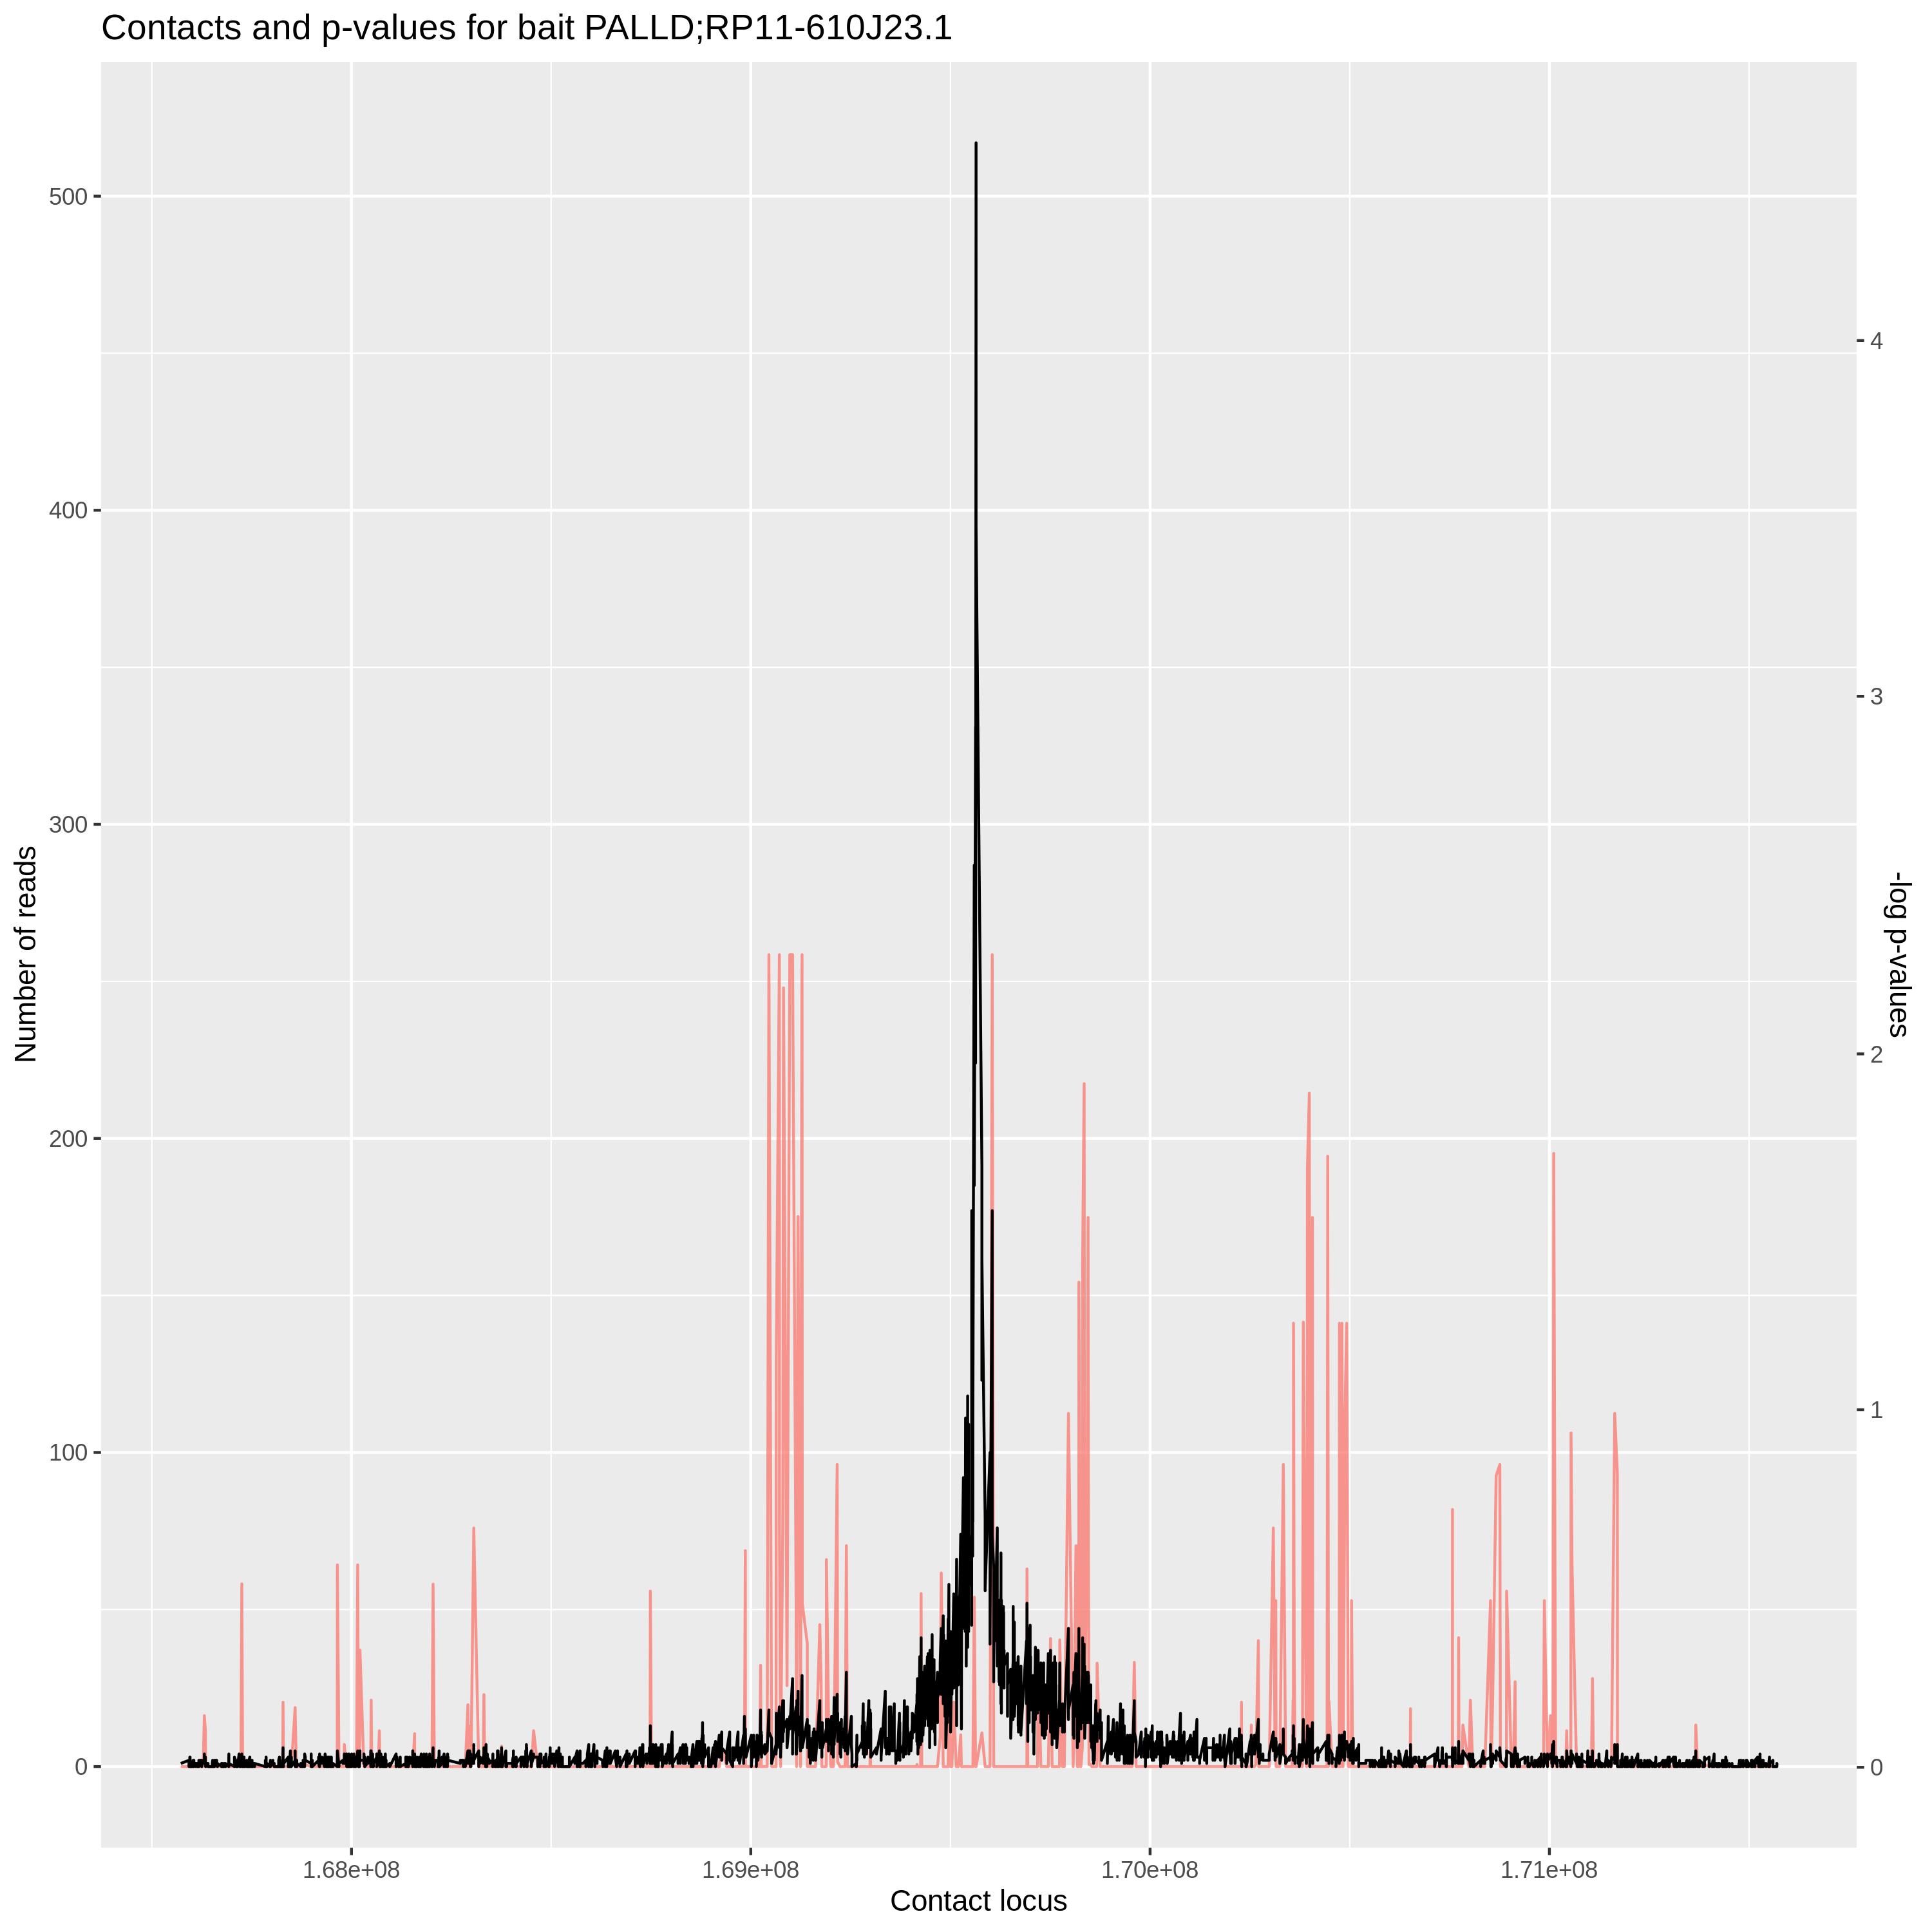 Contacts and p-values for bait PALLD;RP11-610J23.1
500
400
300
200
100
0
Number of reads
4
3
2
1
0
-log p-values
1.68e+08
1.69e+08
1.70e+08
1.71e+08
Contact locus